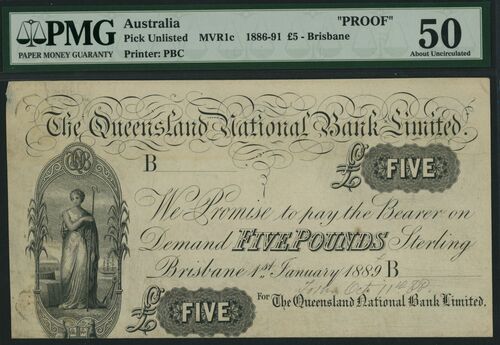 PMG
PAPER MONEY GUARANTY
Australia
"PROOF"
Pick Unlisted MVR1c 1886-91 £5 - Brisbane
Printer: PBC
50
About Uncirculated
The Queensland National Bank Limited.
B
£ FIVE
We Promise to pay the Bearer on
Demand FIVE POUNDS Sterling
Brisbane 1st January 1889 B
£ FIVE
For The Queensland National Bank Limited.